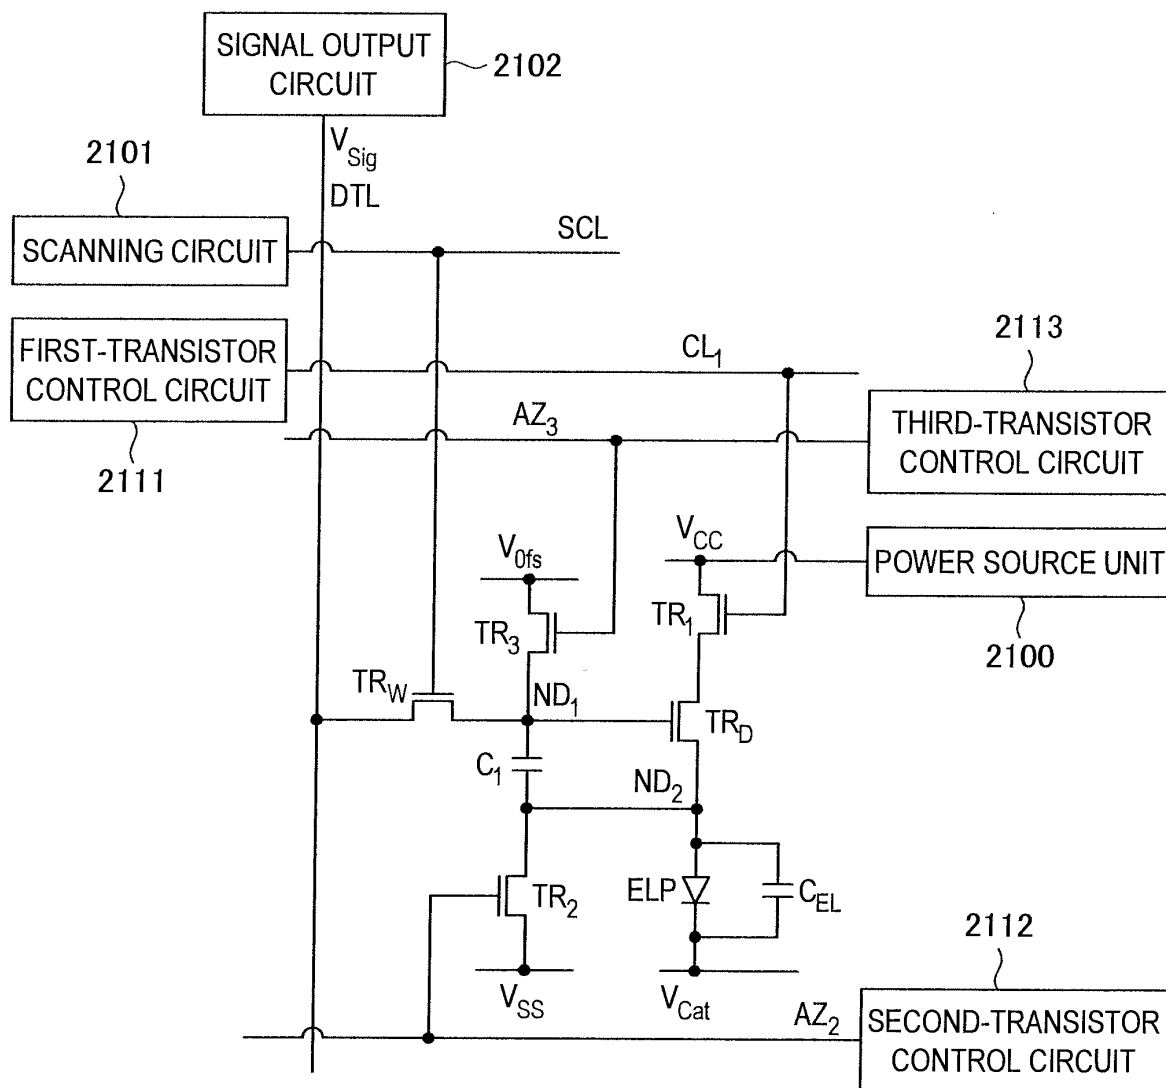 SIGNAL OUTPUT
CIRCUIT
2102
V_Sig
2101
DTL
SCL
SCANNING CIRCUIT
2113
FIRST-TRANSISTOR
CONTROL CIRCUIT
CL_1
AZ_3
THIRD-TRANSISTOR
CONTROL CIRCUIT
2111
V_CC
V_0fs
POWER SOURCE UNIT
TR_1
TR_3
2100
TR_W
ND_1
TR_D
C_1
ND_2
ELP
C_EL
TR_2
2112
V_SS
V_Cat
AZ_2
SECOND-TRANSISTOR
CONTROL CIRCUIT